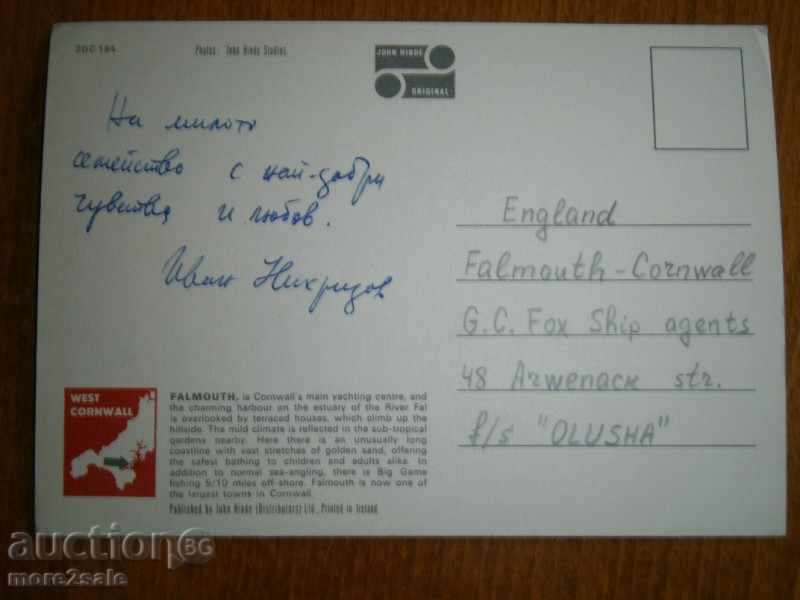 2DC 184
Photos : John Hinde Studios.
JOHN HINDE
ORIGINAL
На милото
семейство с най-добри
чувства и любов.
Иван
England
Falmouth - Cornwall
G.C. Fox Ship agents
48 Arwenack str.
f/s "OLUSHA"
WEST
CORNWALL
FALMOUTH, is Cornwall's main yachting centre, and
the charming harbour on the estuary of the River Fal
is overlooked by terraced houses, which climb up the
hillside. The mild climate is reflected in the sub-tropical
gardens nearby. Here there is an unusually long
coastline with vast stretches of golden sand, offering
the safest bathing to children and adults alike. In
addition to normal sea-angling, there is Big Game
fishing 5/10 miles off-shore. Falmouth is now one of
the largest towns in Cornwall.
Published by John Hinde (Distributors) Ltd., Printed in Ireland.
auction86
more2sale